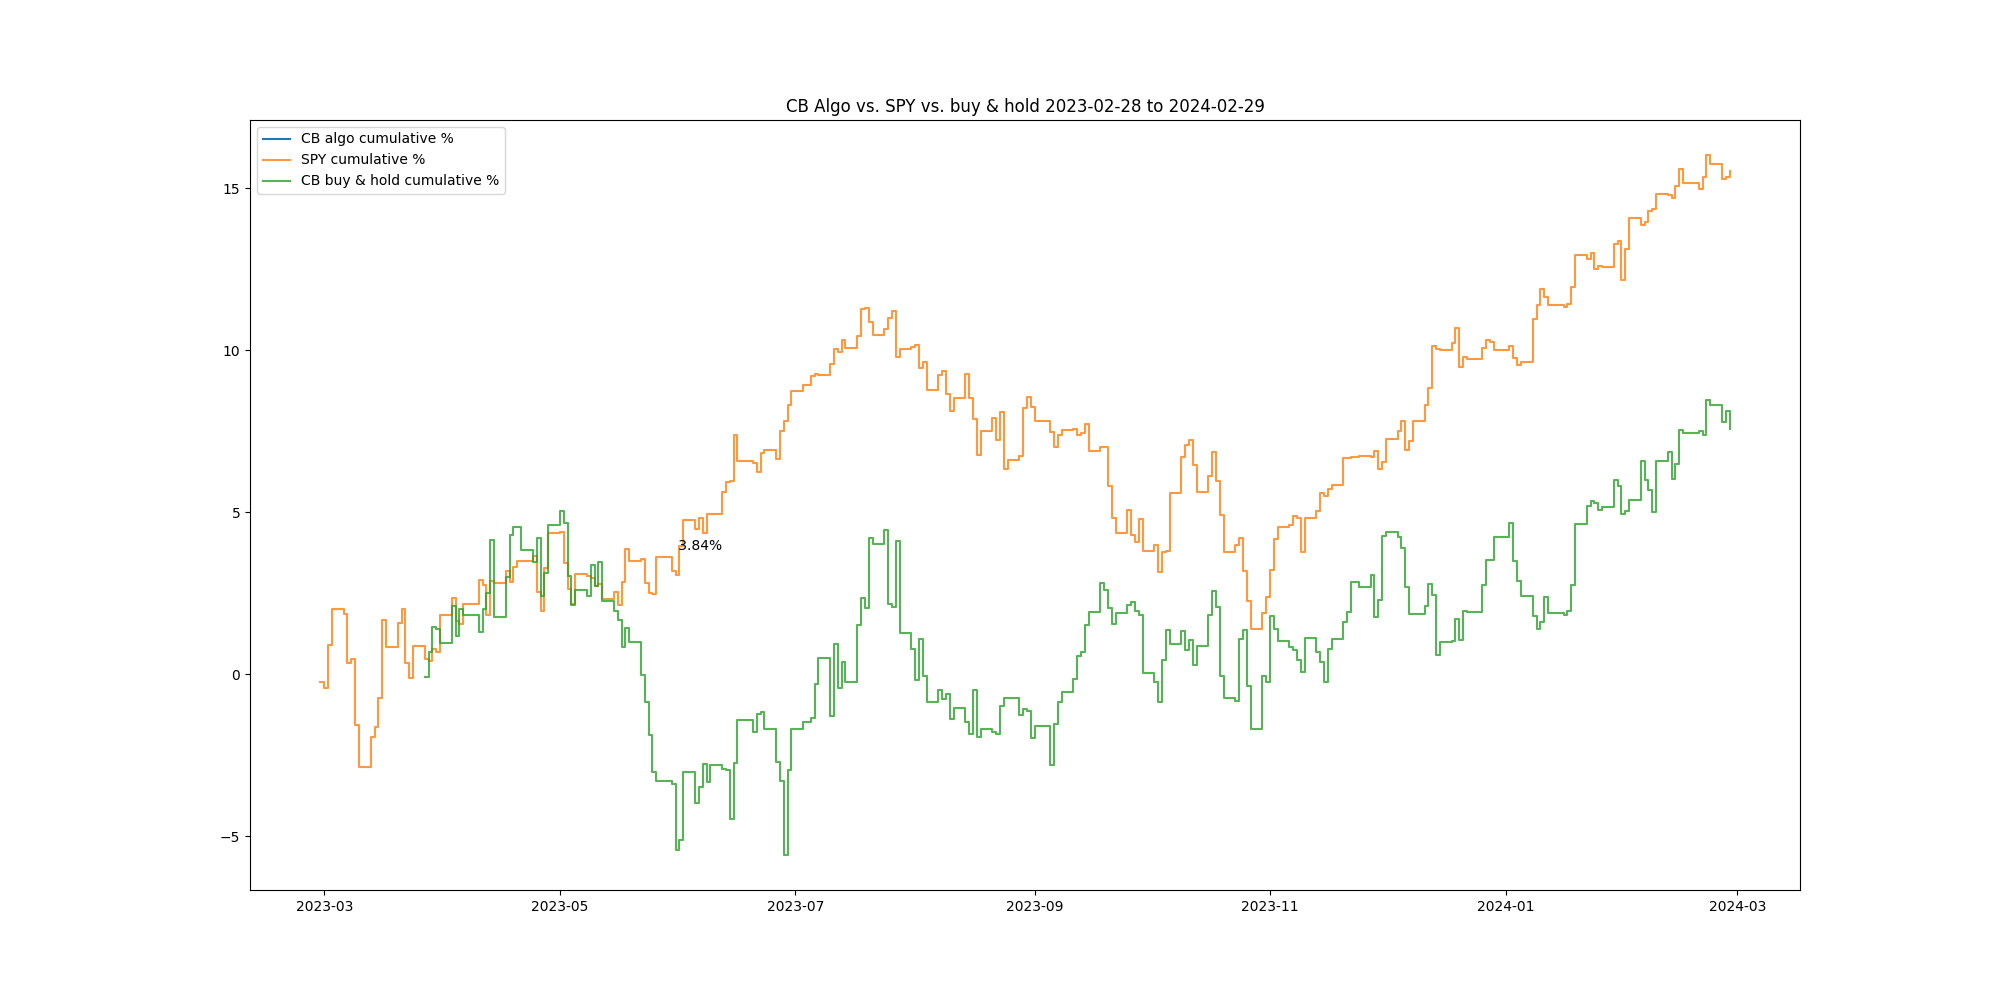 CB Algo vs. SPY vs. buy & hold 2023-02-28 to 2024-02-29
CB algo cumulative %
SPY cumulative %
CB buy & hold cumulative %
15
10
5
0
−5
3.84%
2023-03 2023-05 2023-07 2023-09 2023-11 2024-01 2024-03